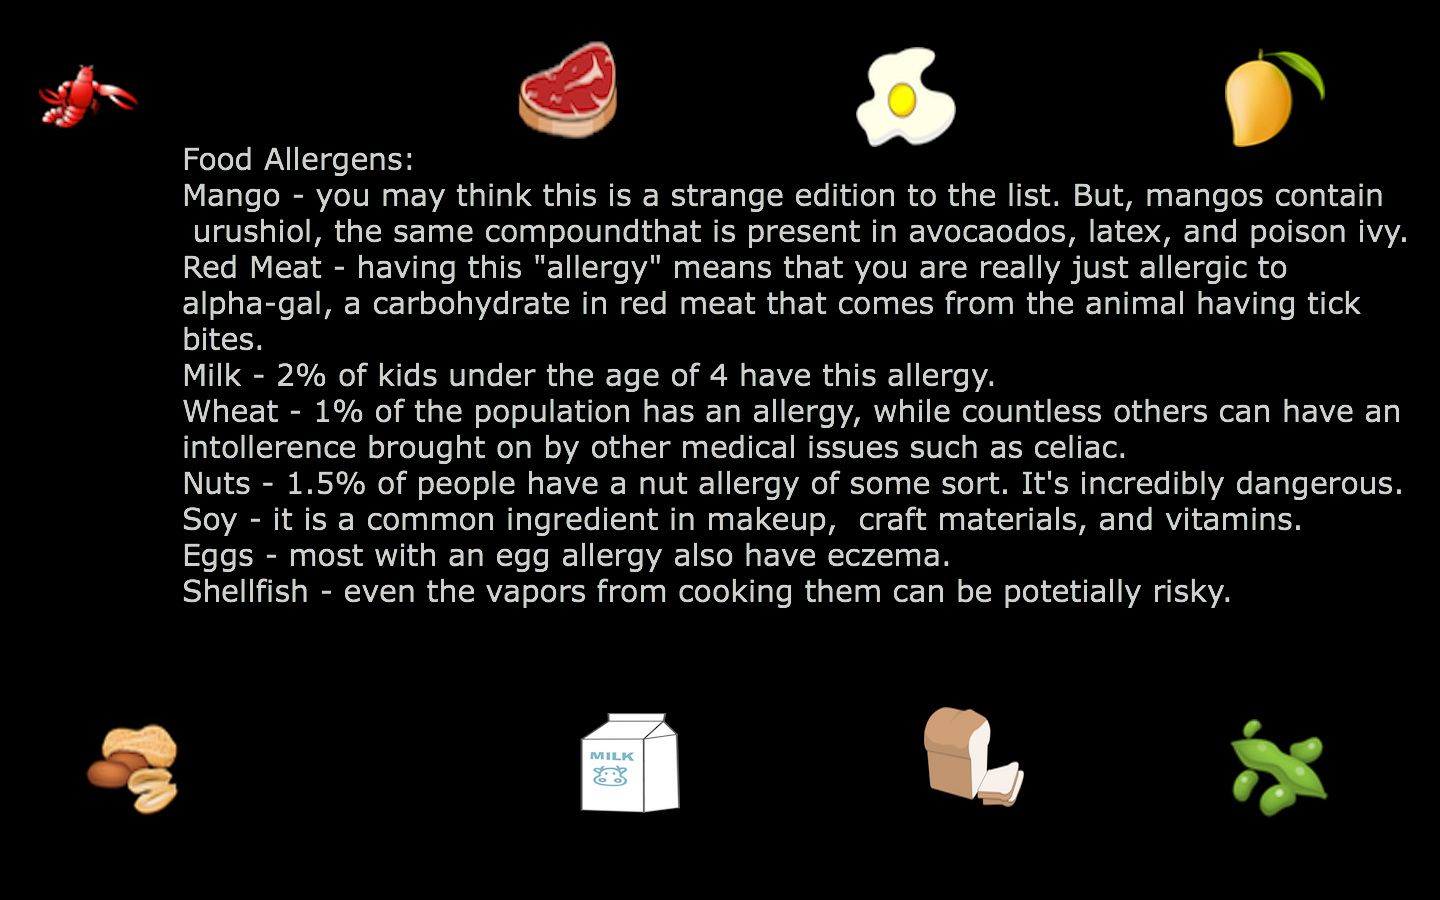 Food Allergens:
Mango - you may think this is a strange edition to the list. But, mangos contain
urushiol, the same compoundthat is present in avocaodos, latex, and poison ivy.
Red Meat - having this "allergy" means that you are really just allergic to
alpha-gal, a carbohydrate in red meat that comes from the animal having tick
bites.
Milk - 2% of kids under the age of 4 have this allergy.
Wheat - 1% of the population has an allergy, while countless others can have an
intollerence brought on by other medical issues such as celiac.
Nuts - 1.5% of people have a nut allergy of some sort. It's incredibly dangerous.
Soy - it is a common ingredient in makeup,  craft materials, and vitamins.
Eggs - most with an egg allergy also have eczema.
Shellfish - even the vapors from cooking them can be potetially risky.
MILK